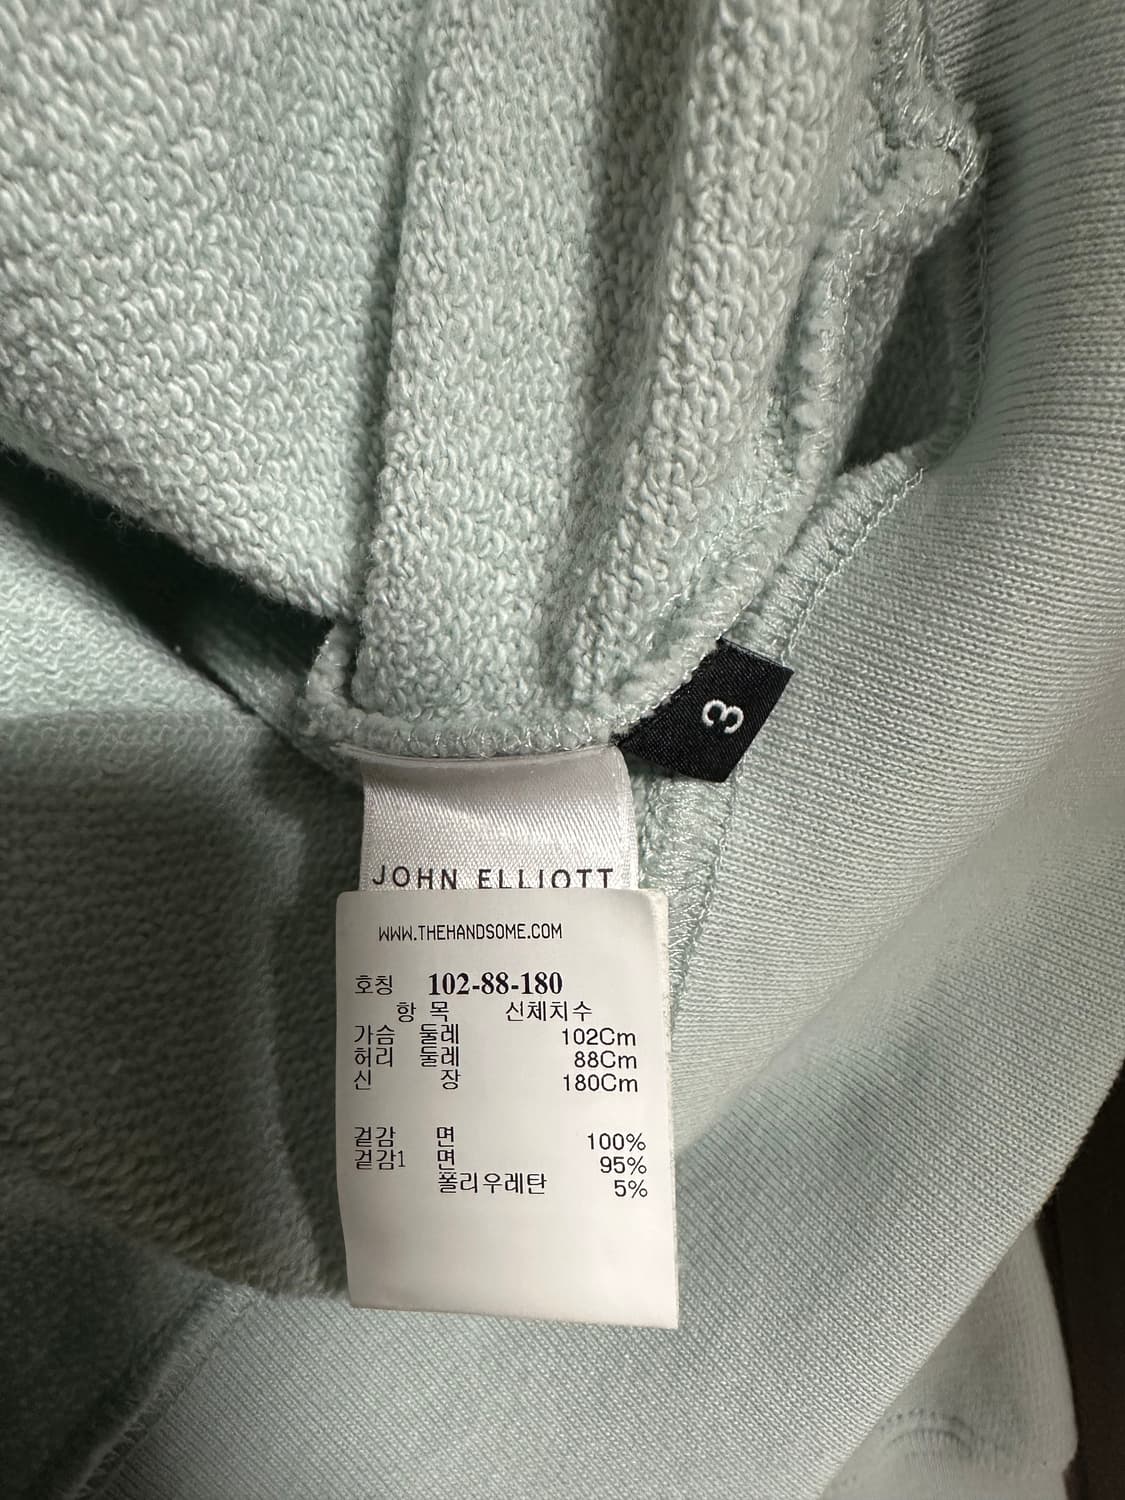 3
JOHN ELLIOTT
WWW.THEHANDSOME.COM
호칭 102-88-180
항 목 신체치수
가슴 둘레 102Cm
허리 둘레 88Cm
신 장 180Cm
겉감 면 100%
겉감1 면 95%
폴리우레탄 5%